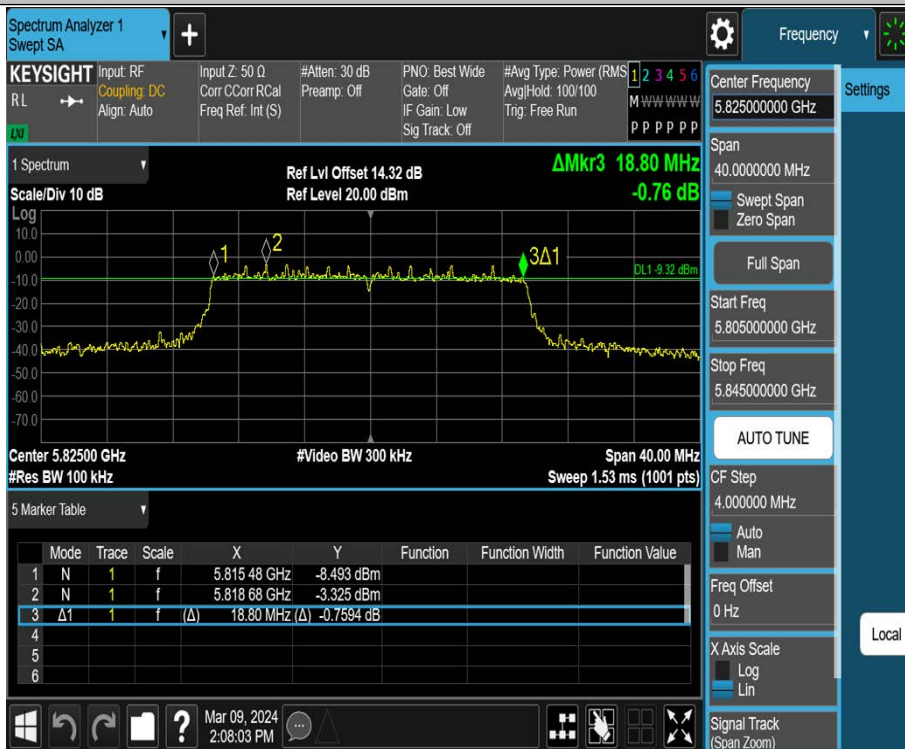 Spectrum Analyzer 1
Swept SA
Frequency
KEYSIGHT
RL
LXI
Input: RF
Coupling: DC
Align: Auto
Input Z: 50 Ω
Corr CCorr RCal
Freq Ref: Int (S)
#Atten: 30 dB
Preamp: Off
PNO: Best Wide
Gate: Off
IF Gain: Low
Sig Track: Off
#Avg Type: Power (RMS
Avg|Hold: 100/100
Trig: Free Run
1 2 3 4 5 6
M W W W W W
P P P P P P
1 Spectrum
Scale/Div 10 dB
Log
Ref Lvl Offset 14.32 dB
Ref Level 20.00 dBm
ΔMkr3 18.80 MHz
-0.76 dB
10.0
0.00
-10.0
-20.0
-30.0
-40.0
-50.0
-60.0
-70.0
1
2
3Δ1
DL1 -9.32 dBm
Center 5.82500 GHz
#Res BW 100 kHz
#Video BW 300 kHz
Span 40.00 MHz
Sweep 1.53 ms (1001 pts)
5 Marker Table
Mode Trace Scale X Y Function Function Width Function Value
1 N 1 f 5.815 48 GHz -8.493 dBm
2 N 1 f 5.818 68 GHz -3.325 dBm
3 Δ1 1 f (Δ) 18.80 MHz (Δ) -0.7594 dB
4
5
6
?
Mar 09, 2024
2:08:03 PM
Center Frequency
5.825000000 GHz
Span
40.0000000 MHz
Swept Span
Zero Span
Full Span
Start Freq
5.805000000 GHz
Stop Freq
5.845000000 GHz
AUTO TUNE
CF Step
4.000000 MHz
Auto
Man
Freq Offset
0 Hz
X Axis Scale
Log
Lin
Signal Track
(Span Zoom)
Settings
Local